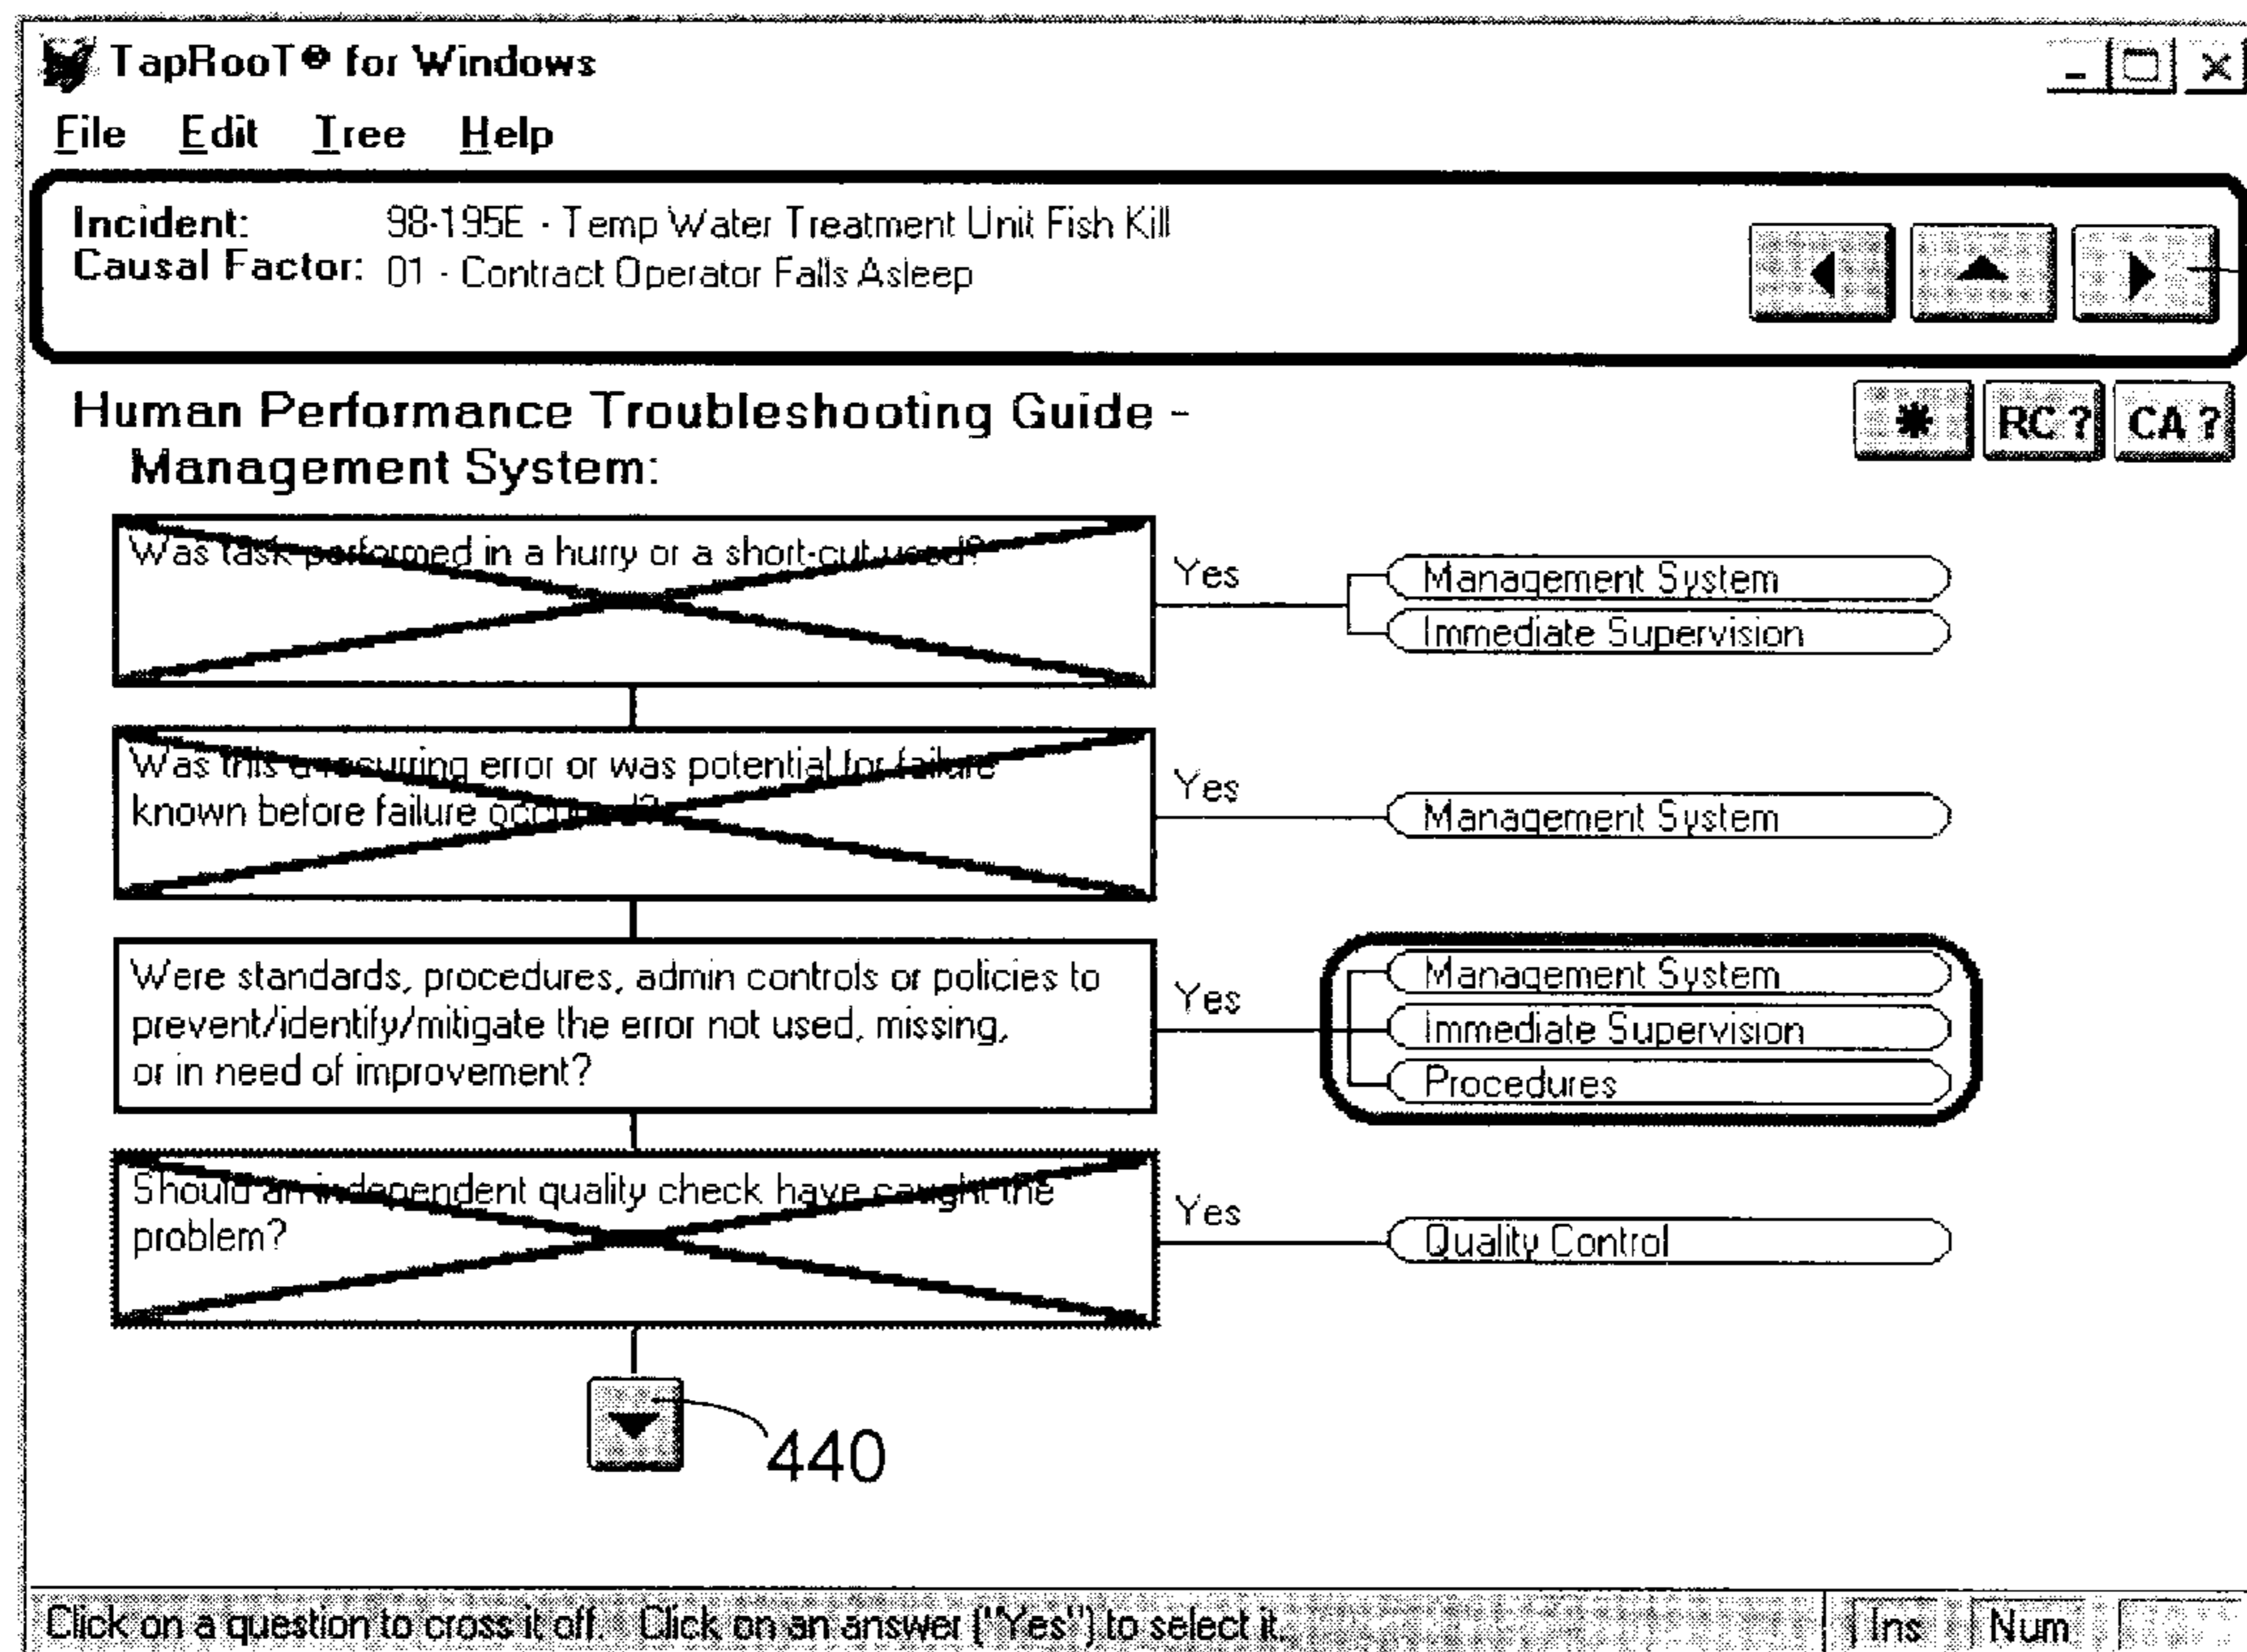 TapRooT® for Windows
File Edit Tree Help
Incident: 98-195E - Temp Water Treatment Unit Fish Kill
Causal Factor: 01 - Contract Operator Falls Asleep
Human Performance Troubleshooting Guide -
Management System:
* RC ? CA ?
Was task performed in a hurry or a short-cut used?
Yes
Management System
Immediate Supervision
Was this a recurring error or was potential for failure
known before failure occurred?
Yes
Management System
Were standards, procedures, admin controls or policies to
prevent/identify/mitigate the error not used, missing,
or in need of improvement?
Yes
Management System
Immediate Supervision
Procedures
Should an independent quality check have caught the
problem?
Yes
Quality Control
440
Click on a question to cross it off. Click on an answer ("Yes") to select it. Ins Num